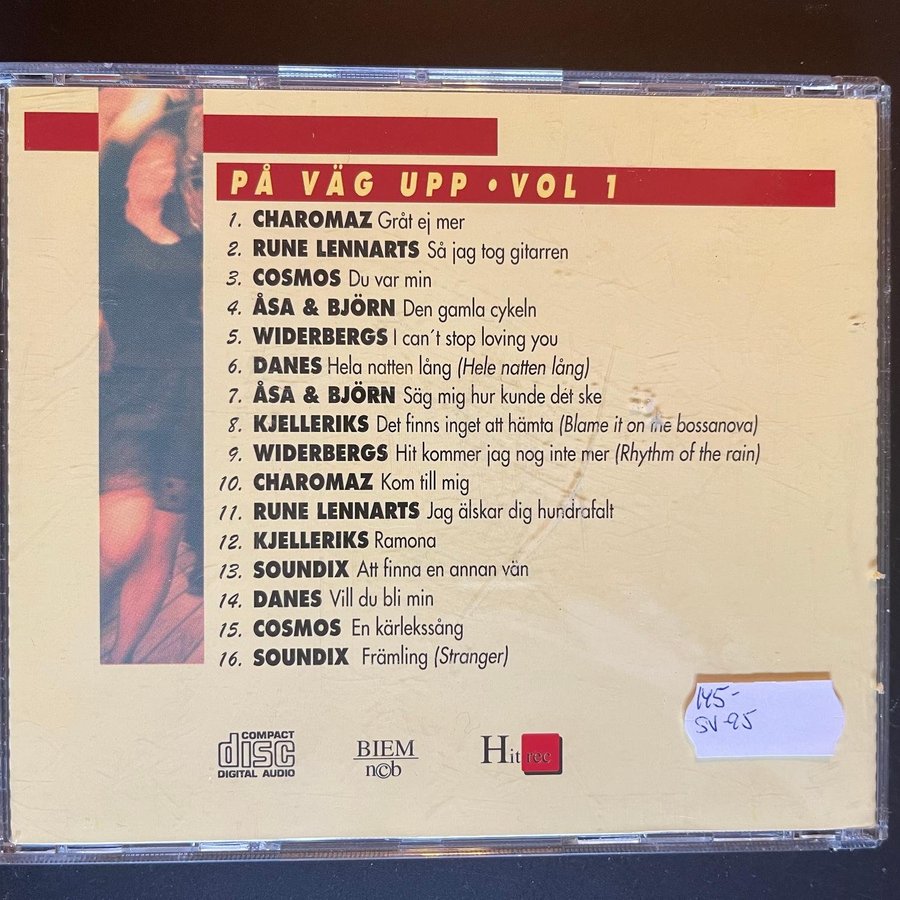 PÅ VÄG UPP • VOL 1
1. CHAROMAZ Gråt ej mer
2. RUNE LENNARTS Så jag tog gitarren
3. COSMOS Du var min
4. ÅSA & BJÖRN Den gamla cykeln
5. WIDERBERGS I can´t stop loving you
6. DANES Hela natten lång (Hele natten lång)
7. ÅSA & BJÖRN Säg mig hur kunde dét ske
8. KJELLERIKS Det finns inget att hämta (Blame it on the bossanova)
9. WIDERBERGS Hit kommer jag nog inte mer (Rhythm of the rain)
10. CHAROMAZ Kom till mig
11. RUNE LENNARTS Jag älskar dig hundrafalt
12. KJELLERIKS Ramona
13. SOUNDIX Att finna en annan vän
14. DANES Vill du bli min
15. COSMOS En kärlekssång
16. SOUNDIX Främling (Stranger)
145-
SV-95
COMPACT
disc
DIGITAL AUDIO
BIEM
n©b
Hit rec